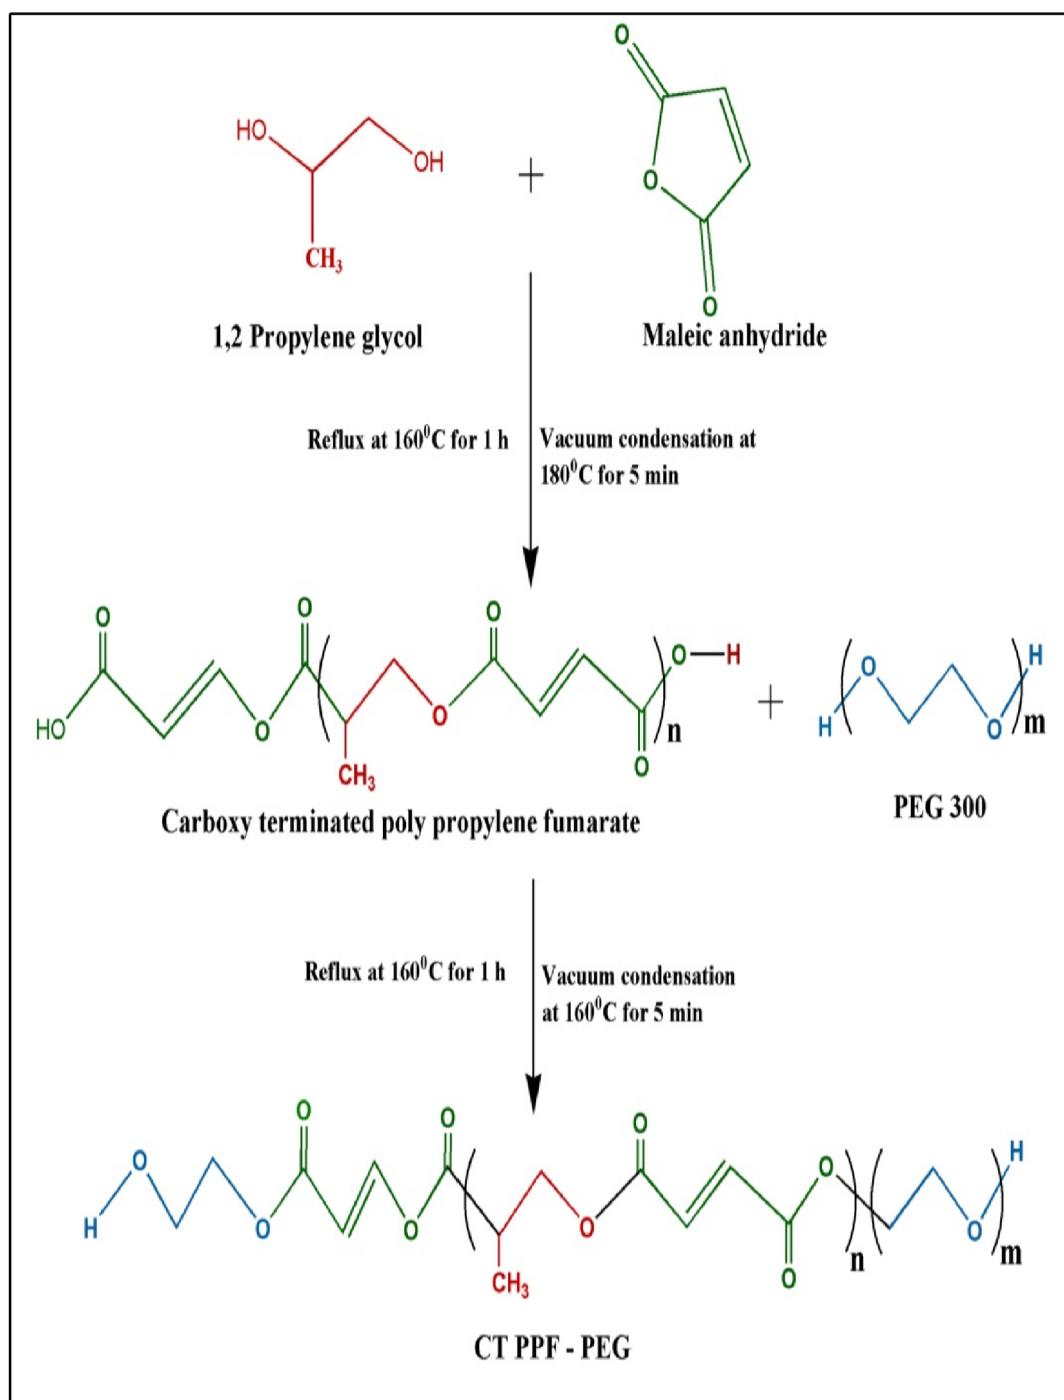 O
HO
OH
CH3
+
O
O
O
1,2 Propylene glycol
Maleic anhydride
Reflux at 160⁰C for 1 h
Vacuum condensation at
180⁰C for 5 min
O
O
O
O—H
HO
O
O
O
CH3
n
+
O
H
H
O
m
Carboxy terminated poly propylene fumarate
PEG 300
Reflux at 160⁰C for 1 h
Vacuum condensation
at 160⁰C for 5 min
O
O
O
O
O
H
H
O
O
O
O
O
CH3
n
m
CT PPF - PEG